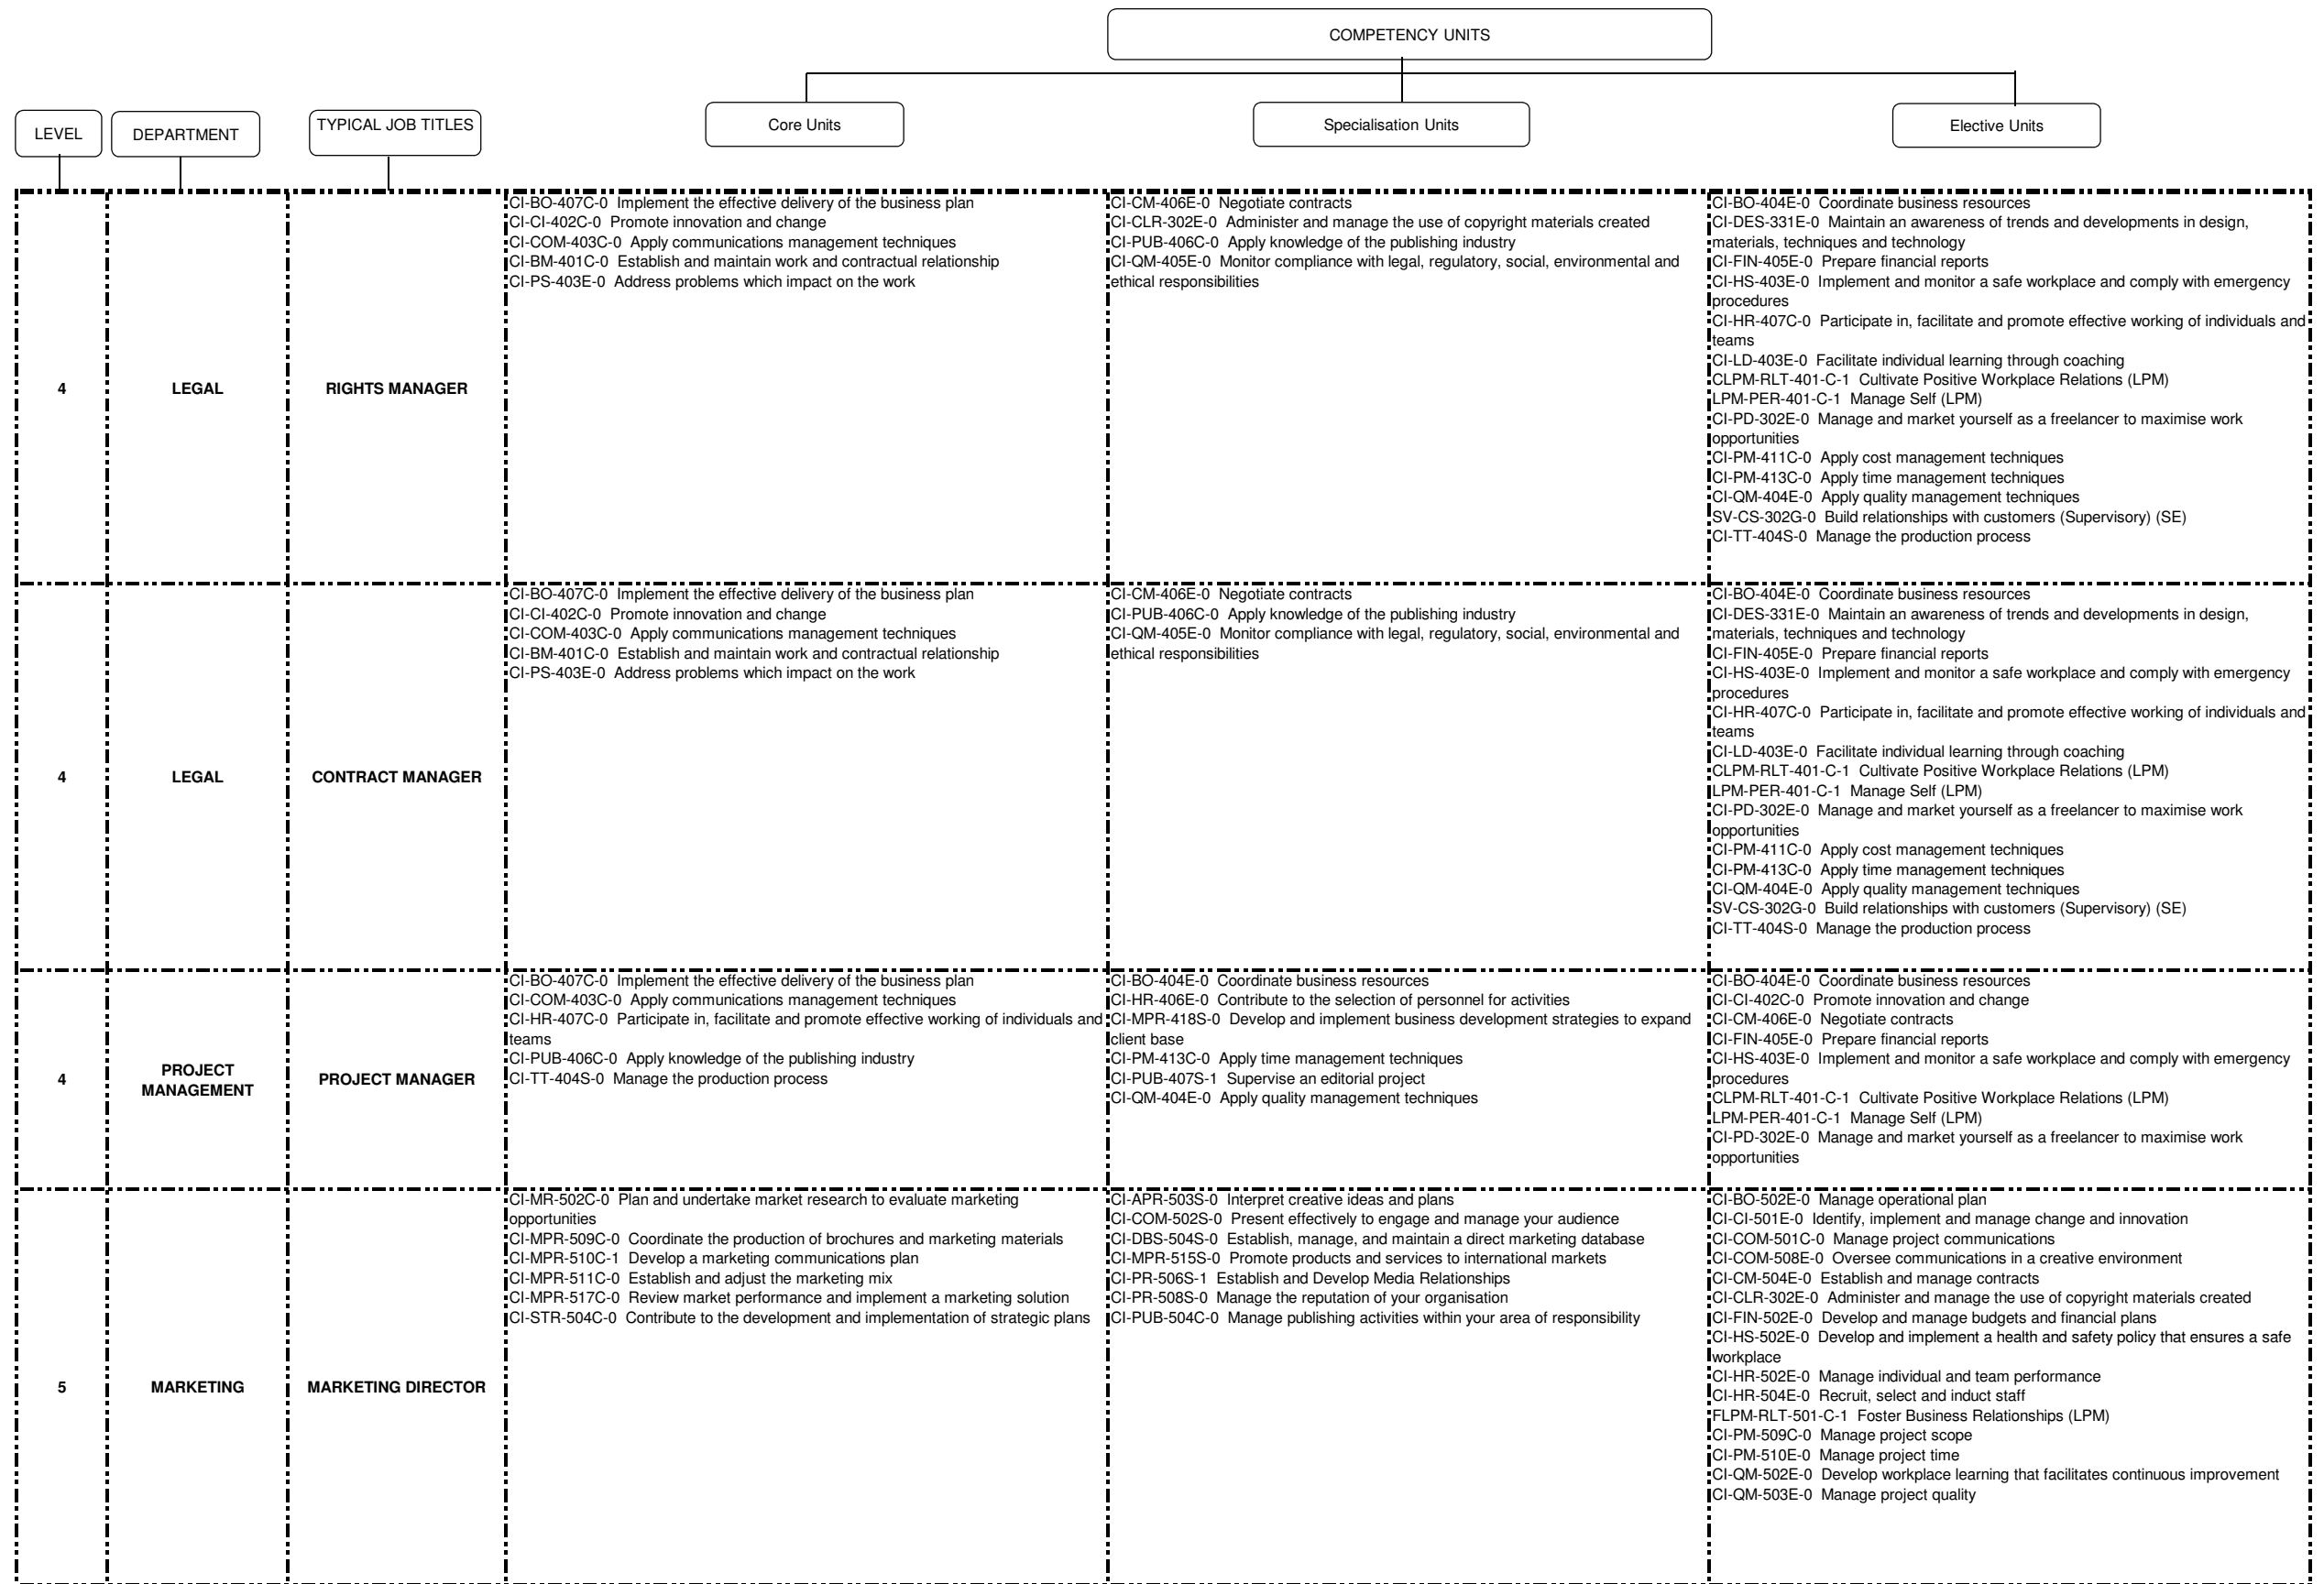 COMPETENCY UNITS
LEVEL
DEPARTMENT
TYPICAL JOB TITLES
Core Units
Specialisation Units
Elective Units
4
LEGAL
RIGHTS MANAGER
CI-BO-407C-0 Implement the effective delivery of the business plan
CI-CI-402C-0 Promote innovation and change
CI-COM-403C-0 Apply communications management techniques
CI-BM-401C-0 Establish and maintain work and contractual relationship
CI-PS-403E-0 Address problems which impact on the work
CI-CM-406E-0 Negotiate contracts
CI-CLR-302E-0 Administer and manage the use of copyright materials created
CI-PUB-406C-0 Apply knowledge of the publishing industry
CI-QM-405E-0 Monitor compliance with legal, regulatory, social, environmental and
ethical responsibilities
CI-BO-404E-0 Coordinate business resources
CI-DES-331E-0 Maintain an awareness of trends and developments in design,
materials, techniques and technology
CI-FIN-405E-0 Prepare financial reports
CI-HS-403E-0 Implement and monitor a safe workplace and comply with emergency
procedures
CI-HR-407C-0 Participate in, facilitate and promote effective working of individuals and
teams
CI-LD-403E-0 Facilitate individual learning through coaching
CLPM-RLT-401-C-1 Cultivate Positive Workplace Relations (LPM)
LPM-PER-401-C-1 Manage Self (LPM)
CI-PD-302E-0 Manage and market yourself as a freelancer to maximise work
opportunities
CI-PM-411C-0 Apply cost management techniques
CI-PM-413C-0 Apply time management techniques
CI-QM-404E-0 Apply quality management techniques
SV-CS-302G-0 Build relationships with customers (Supervisory) (SE)
CI-TT-404S-0 Manage the production process
4
LEGAL
CONTRACT MANAGER
CI-BO-407C-0 Implement the effective delivery of the business plan
CI-CI-402C-0 Promote innovation and change
CI-COM-403C-0 Apply communications management techniques
CI-BM-401C-0 Establish and maintain work and contractual relationship
CI-PS-403E-0 Address problems which impact on the work
CI-CM-406E-0 Negotiate contracts
CI-PUB-406C-0 Apply knowledge of the publishing industry
CI-QM-405E-0 Monitor compliance with legal, regulatory, social, environmental and
ethical responsibilities
CI-BO-404E-0 Coordinate business resources
CI-DES-331E-0 Maintain an awareness of trends and developments in design,
materials, techniques and technology
CI-FIN-405E-0 Prepare financial reports
CI-HS-403E-0 Implement and monitor a safe workplace and comply with emergency
procedures
CI-HR-407C-0 Participate in, facilitate and promote effective working of individuals and
teams
CI-LD-403E-0 Facilitate individual learning through coaching
CLPM-RLT-401-C-1 Cultivate Positive Workplace Relations (LPM)
LPM-PER-401-C-1 Manage Self (LPM)
CI-PD-302E-0 Manage and market yourself as a freelancer to maximise work
opportunities
CI-PM-411C-0 Apply cost management techniques
CI-PM-413C-0 Apply time management techniques
CI-QM-404E-0 Apply quality management techniques
SV-CS-302G-0 Build relationships with customers (Supervisory) (SE)
CI-TT-404S-0 Manage the production process
4
PROJECT
MANAGEMENT
PROJECT MANAGER
CI-BO-407C-0 Implement the effective delivery of the business plan
CI-COM-403C-0 Apply communications management techniques
CI-HR-407C-0 Participate in, facilitate and promote effective working of individuals and
teams
CI-PUB-406C-0 Apply knowledge of the publishing industry
CI-TT-404S-0 Manage the production process
CI-BO-404E-0 Coordinate business resources
CI-HR-406E-0 Contribute to the selection of personnel for activities
CI-MPR-418S-0 Develop and implement business development strategies to expand
client base
CI-PM-413C-0 Apply time management techniques
CI-PUB-407S-1 Supervise an editorial project
CI-QM-404E-0 Apply quality management techniques
CI-BO-404E-0 Coordinate business resources
CI-CI-402C-0 Promote innovation and change
CI-CM-406E-0 Negotiate contracts
CI-FIN-405E-0 Prepare financial reports
CI-HS-403E-0 Implement and monitor a safe workplace and comply with emergency
procedures
CLPM-RLT-401-C-1 Cultivate Positive Workplace Relations (LPM)
LPM-PER-401-C-1 Manage Self (LPM)
CI-PD-302E-0 Manage and market yourself as a freelancer to maximise work
opportunities
5
MARKETING
MARKETING DIRECTOR
CI-MR-502C-0 Plan and undertake market research to evaluate marketing
opportunities
CI-MPR-509C-0 Coordinate the production of brochures and marketing materials
CI-MPR-510C-1 Develop a marketing communications plan
CI-MPR-511C-0 Establish and adjust the marketing mix
CI-MPR-517C-0 Review market performance and implement a marketing solution
CI-STR-504C-0 Contribute to the development and implementation of strategic plans
CI-APR-503S-0 Interpret creative ideas and plans
CI-COM-502S-0 Present effectively to engage and manage your audience
CI-DBS-504S-0 Establish, manage, and maintain a direct marketing database
CI-MPR-515S-0 Promote products and services to international markets
CI-PR-506S-1 Establish and Develop Media Relationships
CI-PR-508S-0 Manage the reputation of your organisation
CI-PUB-504C-0 Manage publishing activities within your area of responsibility
CI-BO-502E-0 Manage operational plan
CI-CI-501E-0 Identify, implement and manage change and innovation
CI-COM-501C-0 Manage project communications
CI-COM-508E-0 Oversee communications in a creative environment
CI-CM-504E-0 Establish and manage contracts
CI-CLR-302E-0 Administer and manage the use of copyright materials created
CI-FIN-502E-0 Develop and manage budgets and financial plans
CI-HS-502E-0 Develop and implement a health and safety policy that ensures a safe
workplace
CI-HR-502E-0 Manage individual and team performance
CI-HR-504E-0 Recruit, select and induct staff
FLPM-RLT-501-C-1 Foster Business Relationships (LPM)
CI-PM-509C-0 Manage project scope
CI-PM-510E-0 Manage project time
CI-QM-502E-0 Develop workplace learning that facilitates continuous improvement
CI-QM-503E-0 Manage project quality